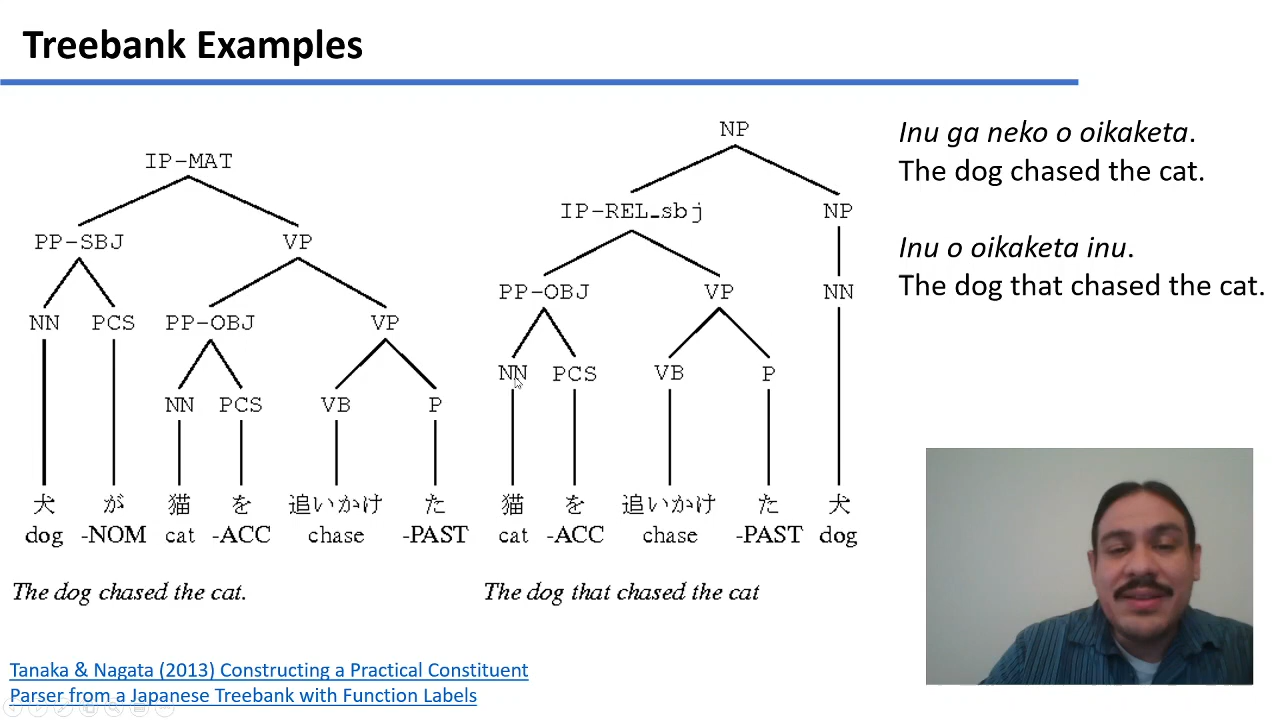 Treebank Examples
IP-MAT
PP-SBJ VP
NN PCS PP-OBJ VP
NN PCS VB P
犬 が 猫 を 追いかけ た
dog -NOM cat -ACC chase -PAST
The dog chased the cat.
NP
IP-REL_sbj NP
PP-OBJ VP NN
NN PCS VB P
猫 を 追いかけ た 犬
cat -ACC chase -PAST dog
The dog that chased the cat
Inu ga neko o oikaketa.
The dog chased the cat.
Inu o oikaketa inu.
The dog that chased the cat.
Tanaka & Nagata (2013) Constructing a Practical Constituent
Parser from a Japanese Treebank with Function Labels